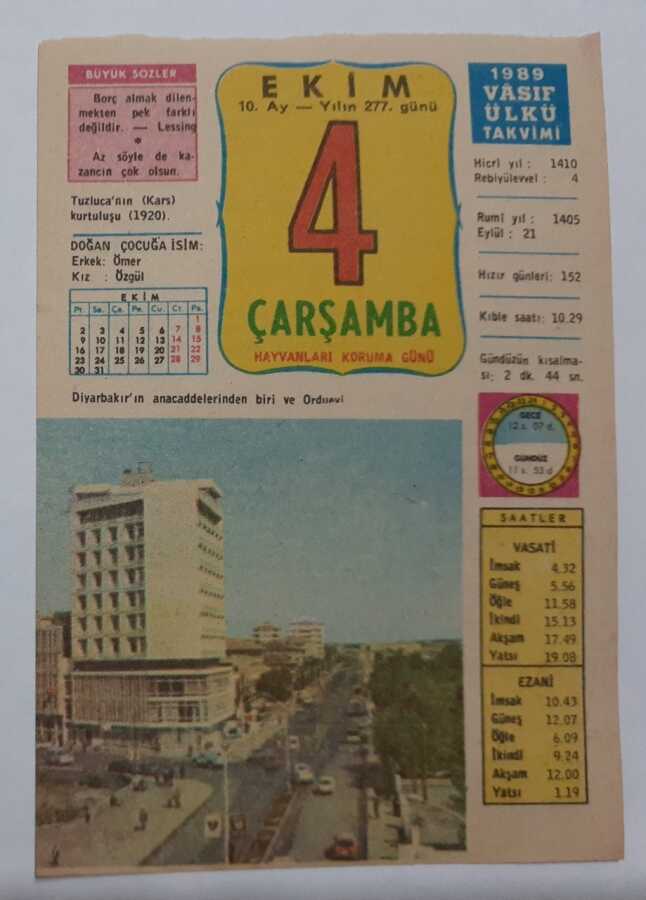 BÜYÜK SÖZLER
Borç almak dilen-
mekten pek farklı
değildir. — Lessing
*
Az söyle de ka-
zancın çok olsun.
Tuzluca'nın (Kars)
kurtuluşu (1920).
DOĞAN ÇOCUĞA İSİM:
Erkek: Ömer
Kız : Özgül
EKİM
Pt. Sa. Ça. Pe. Cu. Ct. Pa.
1
2 3 4 5 6 7 8
9 10 11 12 13 14 15
16 17 18 19 20 21 22
23 24 25 26 27 28 29
30 31
EKİM
10. Ay — Yılın 277. günü
4
ÇARŞAMBA
HAYVANLARI KORUMA GÜNÜ
1989
VÂSIF
ÜLKÜ
TAKVİMİ
Hicrî yıl : 1410
Rebiyülevvel : 4
Rumî yıl : 1405
Eylül : 21
Hızır günleri: 152
Kıble saati: 10.29
Gündüzün kısalma-
sı: 2 dk. 44 sn.
GECE
12 s. 07 d.
GÜNDÜZ
11 s. 53 d
SAATLER
VASATİ
İmsak 4.32
Güneş 5.56
Öğle 11.58
İkindi 15.13
Akşam 17.49
Yatsı 19.08
EZANİ
İmsak 10.43
Güneş 12.07
Öğle 6.09
İkindi 9.24
Akşam 12.00
Yatsı 1.19
Diyarbakır'ın anacaddelerinden biri ve Orduevi